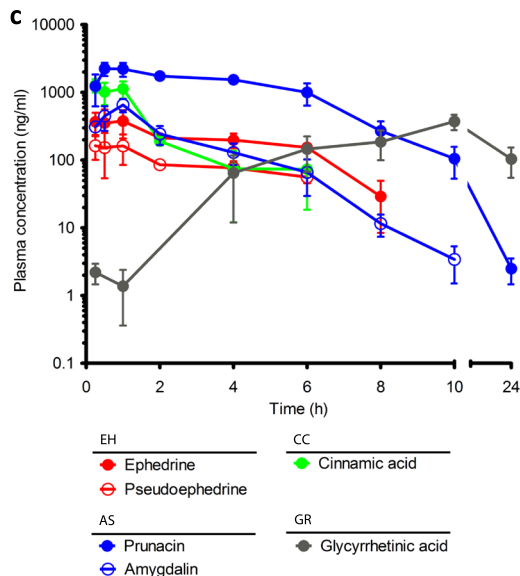 c
Plasma concentration (ng/ml)
10000
1000
100
10
1
0.1
0 2 4 6 8 10 24
Time (h)
EH CC
Ephedrine Cinnamic acid
Pseudoephedrine
AS GR
Prunacin Glycyrrhetinic acid
Amygdalin